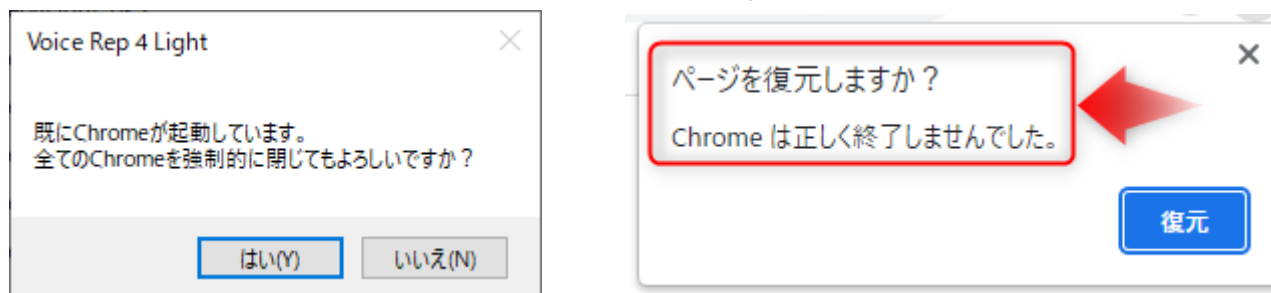 Voice Rep 4 Light
既にChromeが起動しています。
全てのChromeを強制的に閉じてもよろしいですか？
はい(Y)
いいえ(N)
ページを復元しますか？
Chrome は正しく終了しませんでした。
復元